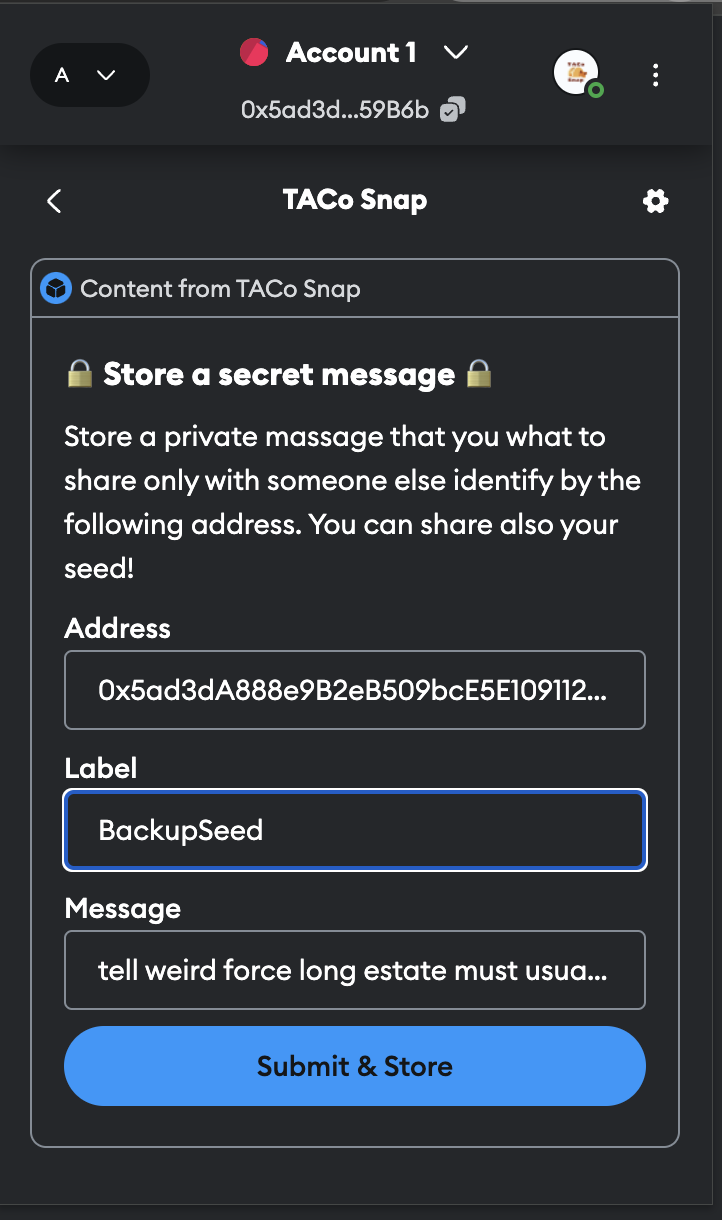 A
Account 1
0x5ad3d...59B6b
TACo Snap
Content from TACo Snap
🔒 Store a secret message 🔒
Store a private massage that you what to
share only with someone else identify by the
following address. You can share also your
seed!
Address
0x5ad3dA888e9B2eB509bcE5E109112...
Label
BackupSeed
Message
tell weird force long estate must usua...
Submit & Store